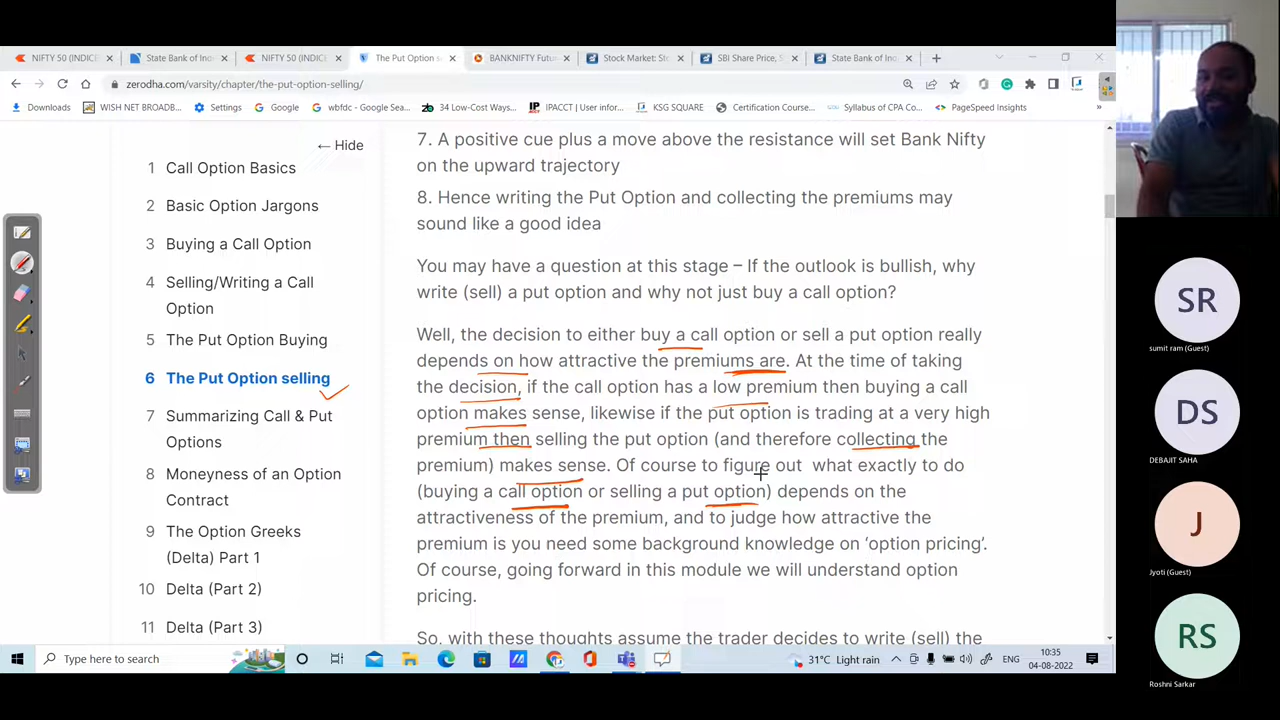 NIFTY 50 (INDICES
State Bank of Ind
NIFTY 50 (INDICE
The Put Option s
BANKNIFTY Futur
Stock Market: St
SBI Share Price, S
State Bank of Inc
zerodha.com/varsity/chapter/the-put-option-selling/
Downloads
WISH NET BROADB...
Settings
Google
wbfdc - Google Sea...
34 Low-Cost Ways...
IPACCT | User infor...
KSG SQUARE
Certification Course...
Syllabus of CPA Co...
PageSpeed Insights
»
← Hide
1 Call Option Basics
2 Basic Option Jargons
3 Buying a Call Option
4 Selling/Writing a Call
Option
5 The Put Option Buying
6 The Put Option selling
7 Summarizing Call & Put
Options
8 Moneyness of an Option
Contract
9 The Option Greeks
(Delta) Part 1
10 Delta (Part 2)
11 Delta (Part 3)
7. A positive cue plus a move above the resistance will set Bank Nifty
on the upward trajectory
8. Hence writing the Put Option and collecting the premiums may
sound like a good idea
You may have a question at this stage – If the outlook is bullish, why
write (sell) a put option and why not just buy a call option?
Well, the decision to either buy a call option or sell a put option really
depends on how attractive the premiums are. At the time of taking
the decision, if the call option has a low premium then buying a call
option makes sense, likewise if the put option is trading at a very high
premium then selling the put option (and therefore collecting the
premium) makes sense. Of course to figure out what exactly to do
(buying a call option or selling a put option) depends on the
attractiveness of the premium, and to judge how attractive the
premium is you need some background knowledge on ‘option pricing’.
Of course, going forward in this module we will understand option
pricing.
So, with these thoughts assume the trader decides to write (sell) the
SR
sumit ram (Guest)
DS
DEBAJIT SAHA
J
Jyoti (Guest)
RS
Roshni Sarkar
Type here to search
31°C Light rain
ENG
10:35
04-08-2022